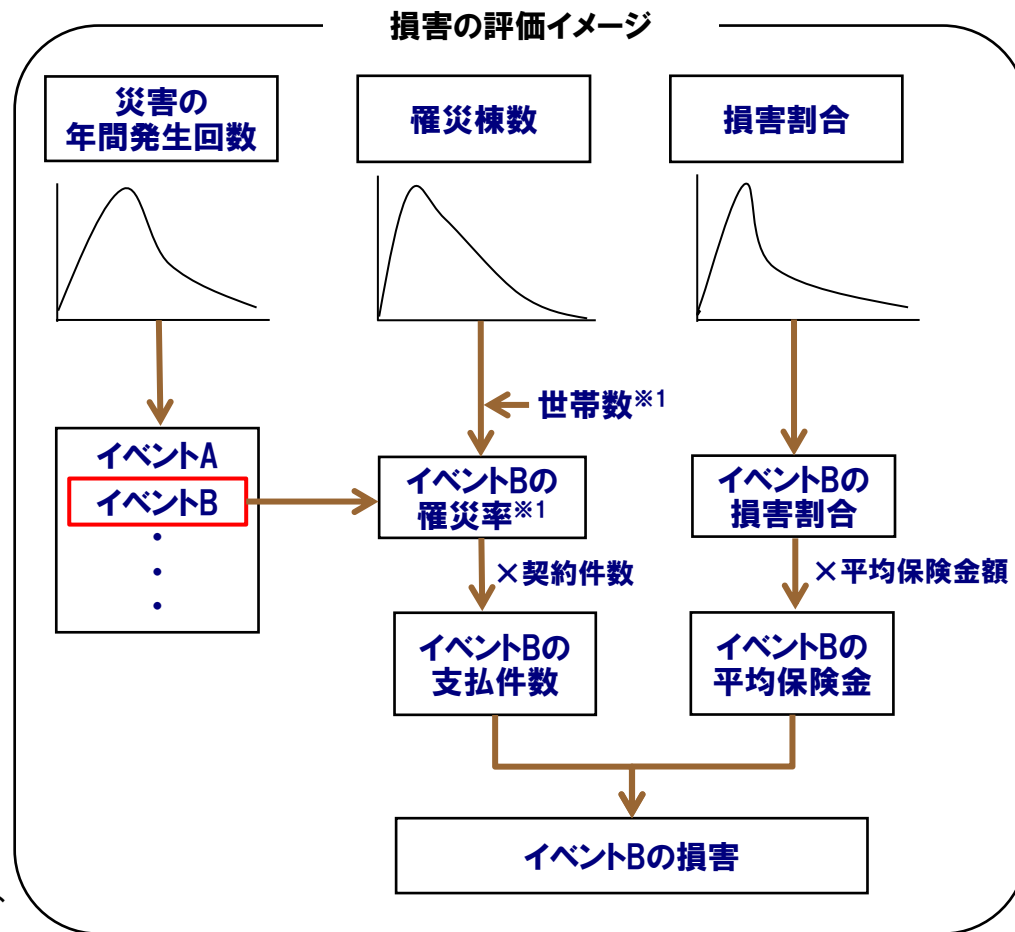 損害の評価イメージ
災害の
年間発生回数
罹災棟数
損害割合
世帯数※1
イベントA
イベントB
・
・
・
イベントBの
罹災率※1
イベントBの
損害割合
×契約件数
×平均保険金額
イベントBの
支払件数
イベントBの
平均保険金
イベントBの損害